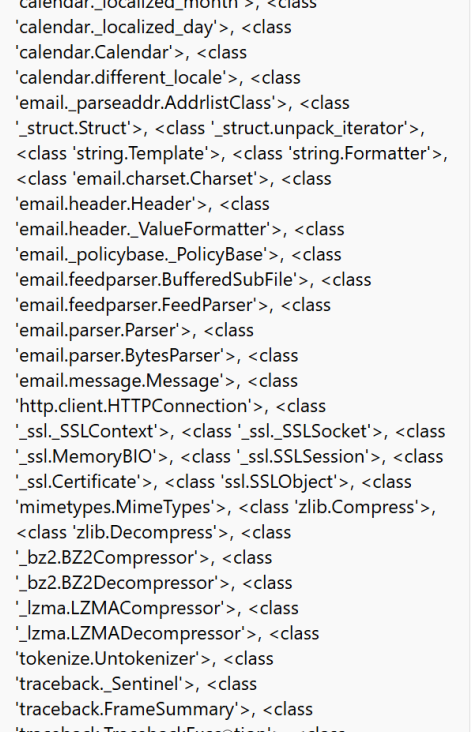 'calendar._localized_month'>, <class
'calendar._localized_day'>, <class
'calendar.Calendar'>, <class
'calendar.different_locale'>, <class
'email._parseaddr.AddrlistClass'>, <class
'_struct.Struct'>, <class '_struct.unpack_iterator'>,
<class 'string.Template'>, <class 'string.Formatter'>,
<class 'email.charset.Charset'>, <class
'email.header.Header'>, <class
'email.header._ValueFormatter'>, <class
'email._policybase._PolicyBase'>, <class
'email.feedparser.BufferedSubFile'>, <class
'email.feedparser.FeedParser'>, <class
'email.parser.Parser'>, <class
'email.parser.BytesParser'>, <class
'email.message.Message'>, <class
'http.client.HTTPConnection'>, <class
'_ssl._SSLContext'>, <class '_ssl._SSLSocket'>, <class
'_ssl.MemoryBIO'>, <class '_ssl.SSLSession'>, <class
'_ssl.Certificate'>, <class 'ssl.SSLObject'>, <class
'mimetypes.MimeTypes'>, <class 'zlib.Compress'>,
<class 'zlib.Decompress'>, <class
'_bz2.BZ2Compressor'>, <class
'_bz2.BZ2Decompressor'>, <class
'_lzma.LZMACompressor'>, <class
'_lzma.LZMADecompressor'>, <class
'tokenize.Untokenizer'>, <class
'traceback._Sentinel'>, <class
'traceback.FrameSummary'>, <class
'traceback.TracebackException'>, <class